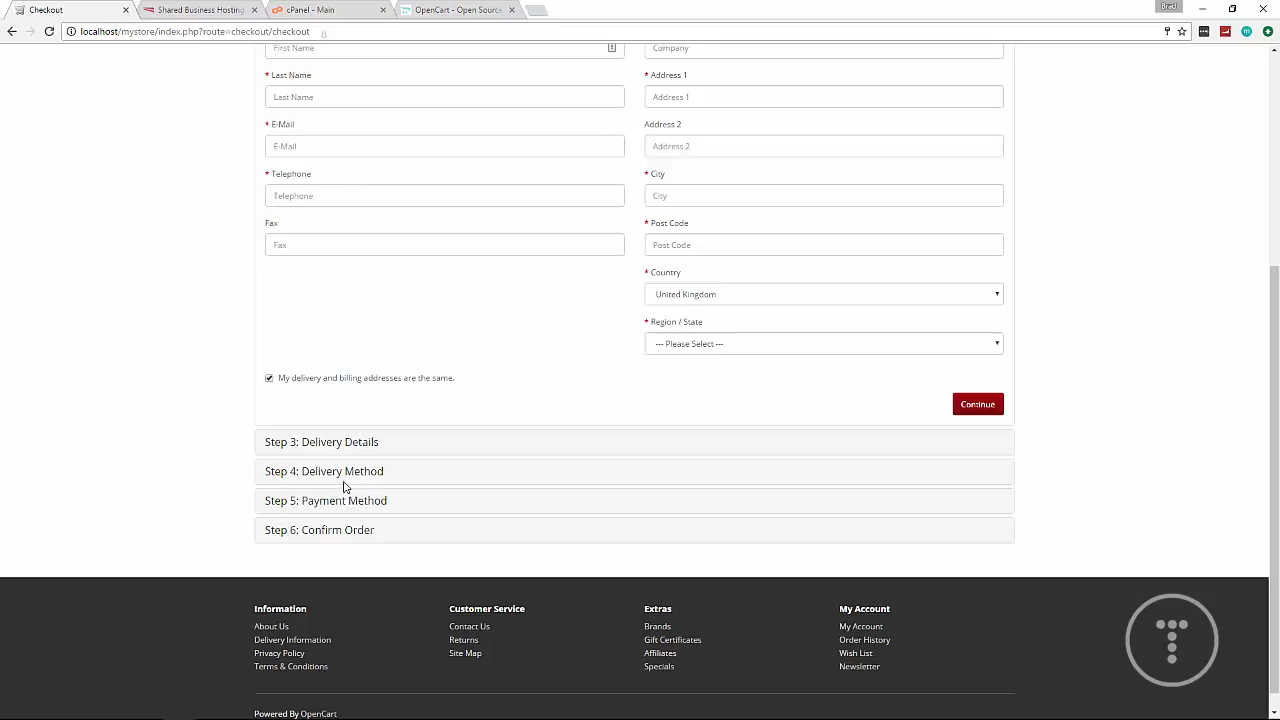 Checkout
Shared Business Hosting
cPanel - Main
OpenCart - Open Source
Bred
localhost/mystore/index.php?route=checkout/checkout
First Name
Company
* Last Name
* Address 1
Last Name
Address 1
* E-Mail
Address 2
E-Mail
Address 2
* Telephone
* City
Telephone
City
Fax
* Post Code
Fax
Post Code
* Country
United Kingdom
* Region / State
--- Please Select ---
My delivery and billing addresses are the same.
Continue
Step 3: Delivery Details
Step 4: Delivery Method
Step 5: Payment Method
Step 6: Confirm Order
Information
Customer Service
Extras
My Account
About Us
Contact Us
Brands
My Account
Delivery Information
Returns
Gift Certificates
Order History
Privacy Policy
Site Map
Affiliates
Wish List
Terms & Conditions
Specials
Newsletter
Powered By OpenCart